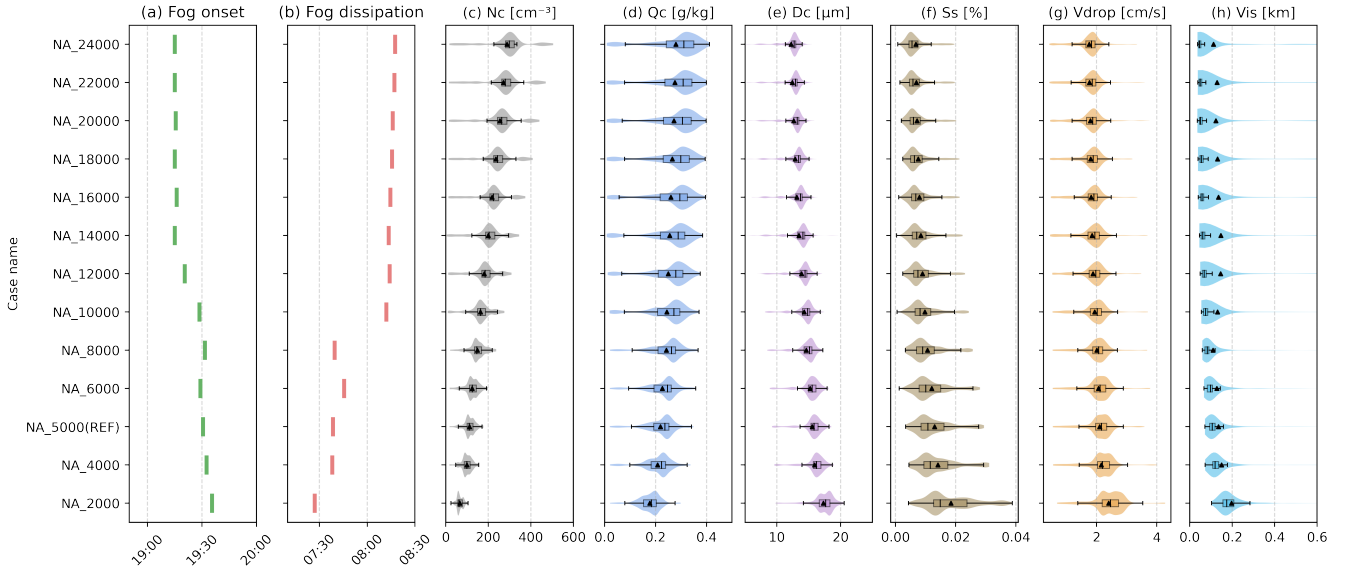 (a) Fog onset
(b) Fog dissipation
(c) Nc [cm⁻³]
(d) Qc [g/kg]
(e) Dc [μm]
(f) Ss [%]
(g) Vdrop [cm/s]
(h) Vis [km]
Case name
NA_24000
NA_22000
NA_20000
NA_18000
NA_16000
NA_14000
NA_12000
NA_10000
NA_8000
NA_6000
NA_5000(REF)
NA_4000
NA_2000
19:00 19:30 20:00
07:30 08:00 08:30
0 200 400 600
0.0 0.2 0.4
10 20
0.00 0.02 0.04
2 4
0.0 0.2 0.4 0.6